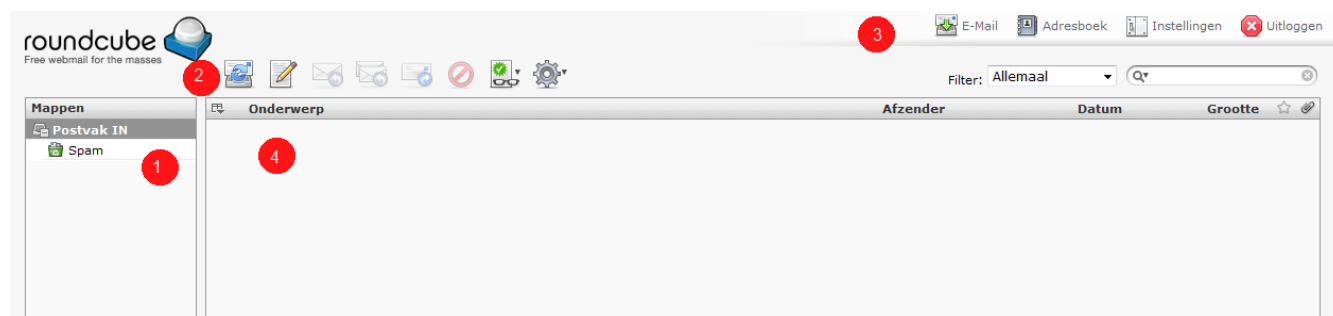 roundcube
Free webmail for the masses
3
E-Mail Adresboek Instellingen Uitloggen
2
Filter: Allemaal
Mappen
Onderwerp Afzender Datum Grootte
Postvak IN
Spam
1
4